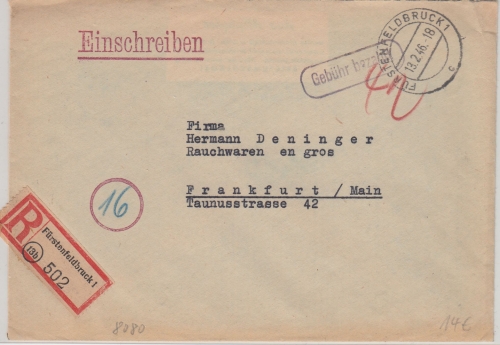 Einschreiben
FÜRSTENFELDBRUCK 1
13.2.46.-18
c
Gebühr bezahlt
42
Firma
Hermann Deninger
Rauchwaren en gros
Frankfurt / Main
Taunusstrasse 42
16
R
Fürstenfeldbruck 1
(13b)
502
8080
14€